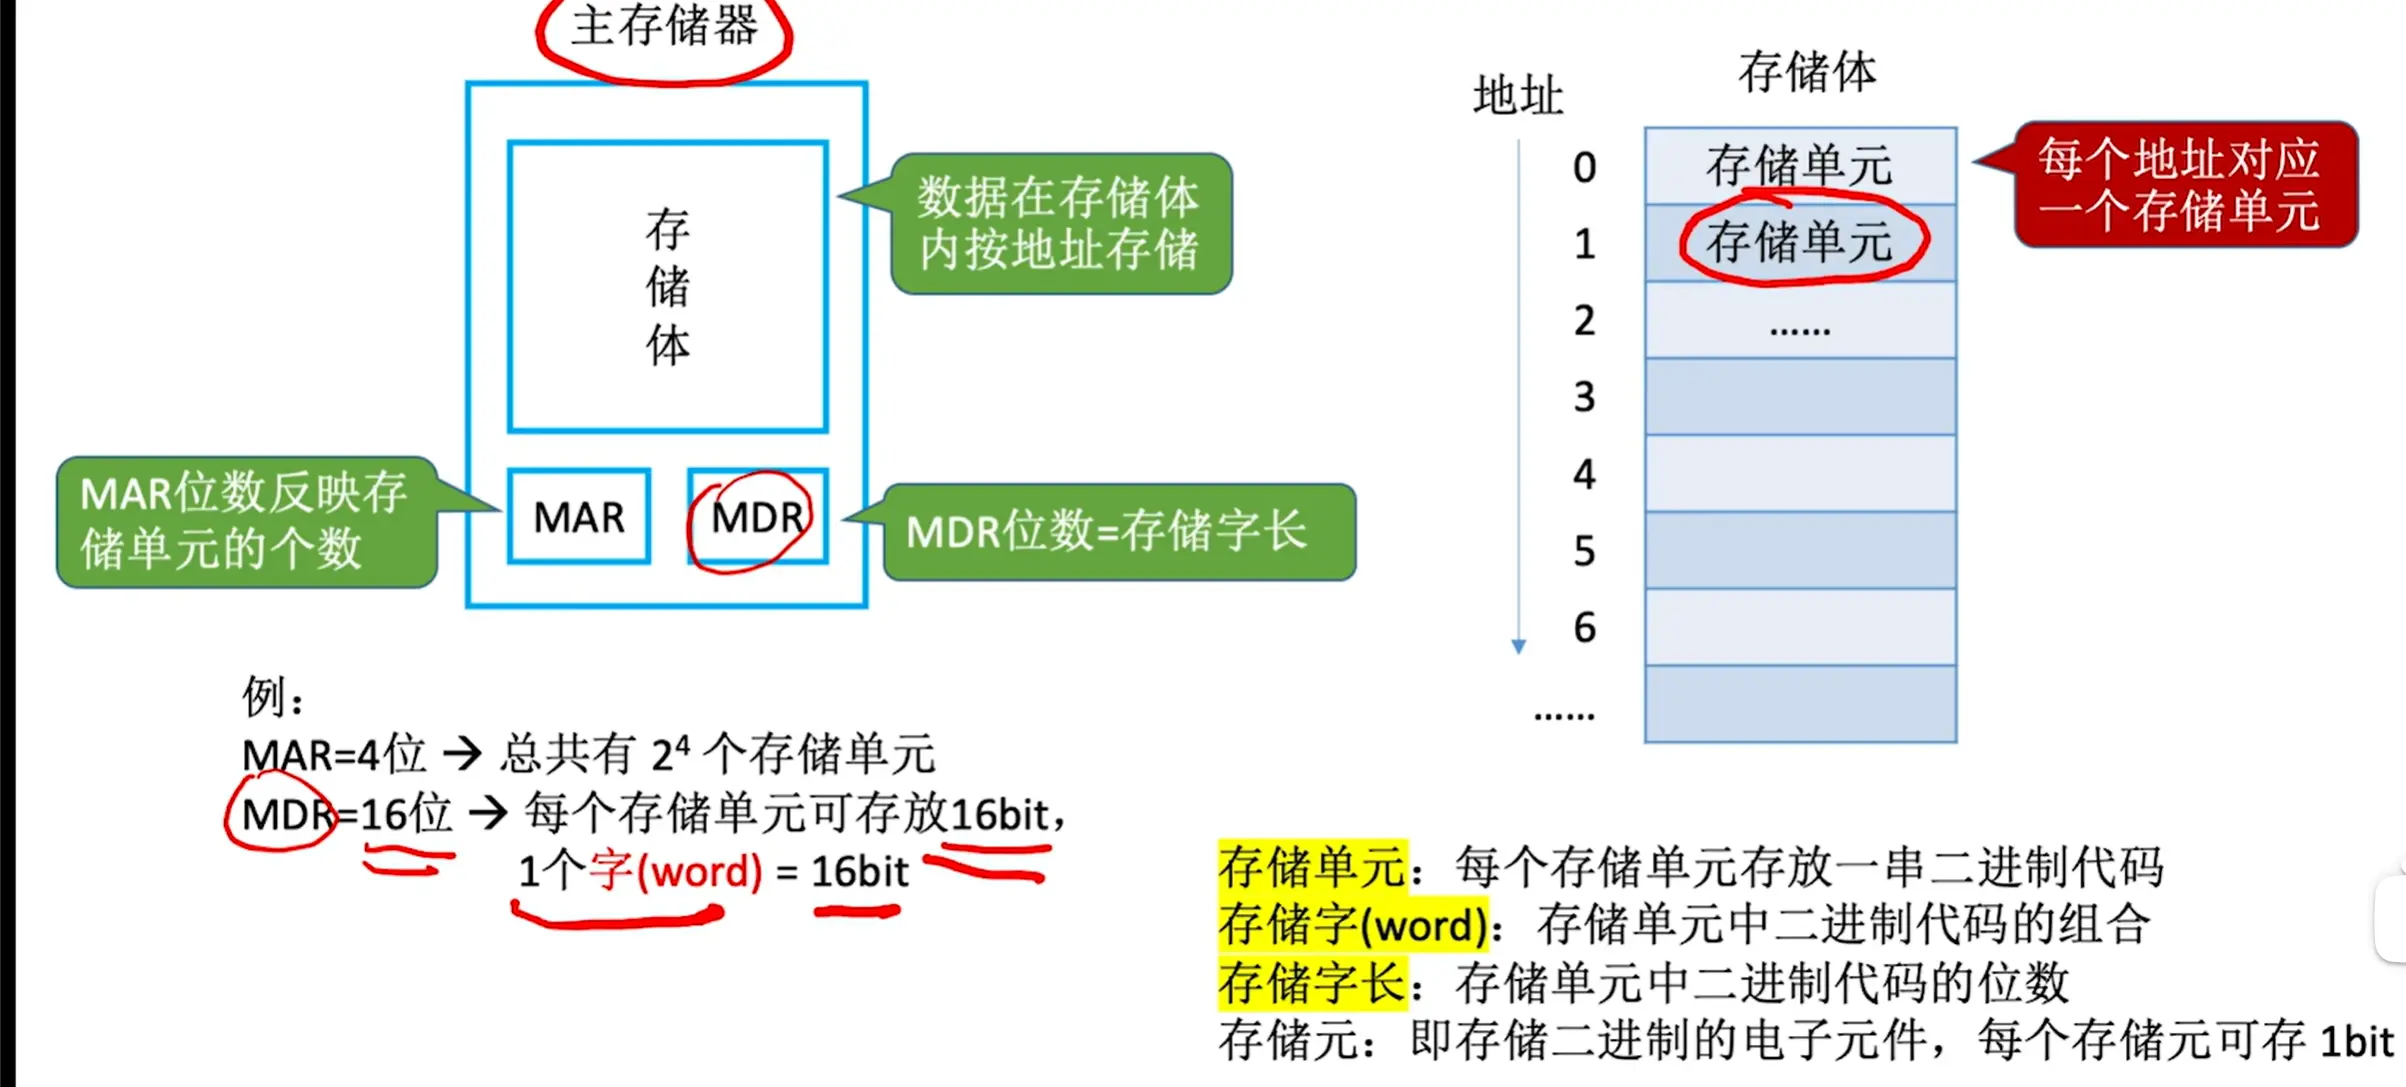 主存储器
存
储
体
数据在存储体
内按地址存储
MAR位数反映存
储单元的个数
MAR
MDR
MDR位数=存储字长
例：
MAR=4位 → 总共有 2⁴ 个存储单元
MDR=16位 → 每个存储单元可存放16bit，
1个字(word) = 16bit
地址
存储体
0
存储单元
每个地址对应
一个存储单元
1
存储单元
2
……
3
4
5
6
……
存储单元：每个存储单元存放一串二进制代码
存储字(word)：存储单元中二进制代码的组合
存储字长：存储单元中二进制代码的位数
存储元：即存储二进制的电子元件，每个存储元可存 1bit